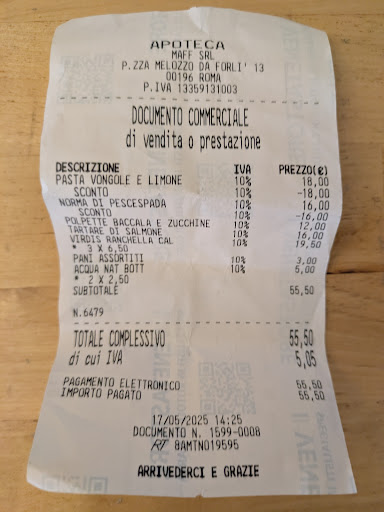 APOTECA
MAFF SRL
P.ZZA MELOZZO DA FORLI' 13
00196 ROMA
P.IVA 13359131003
DOCUMENTO COMMERCIALE
di vendita o prestazione
DESCRIZIONE IVA PREZZO(€)
PASTA VONGOLE E LIMONE 10% 18,00
SCONTO 10% -18,00
NORMA DI PESCESPADA 10% 16,00
SCONTO 10% -16,00
POLPETTE BACCALA E ZUCCHINE 10% 12,00
TARTARE DI SALMONE 10% 16,00
VIRDIS RANCHELLA CAL 10% 19,50
* 3 X 6,50
PANI ASSORTITI 10% 3,00
ACQUA NAT BOTT 10% 5,00
* 2 X 2,50
SUBTOTALE 55,50
N.6479
TOTALE COMPLESSIVO 55,50
di cui IVA 5,05
PAGAMENTO ELETTRONICO 55,50
IMPORTO PAGATO 55,50
17/05/2025 14:25
DOCUMENTO N. 1599-0008
RT 8AMTN019595
ARRIVEDERCI E GRAZIE